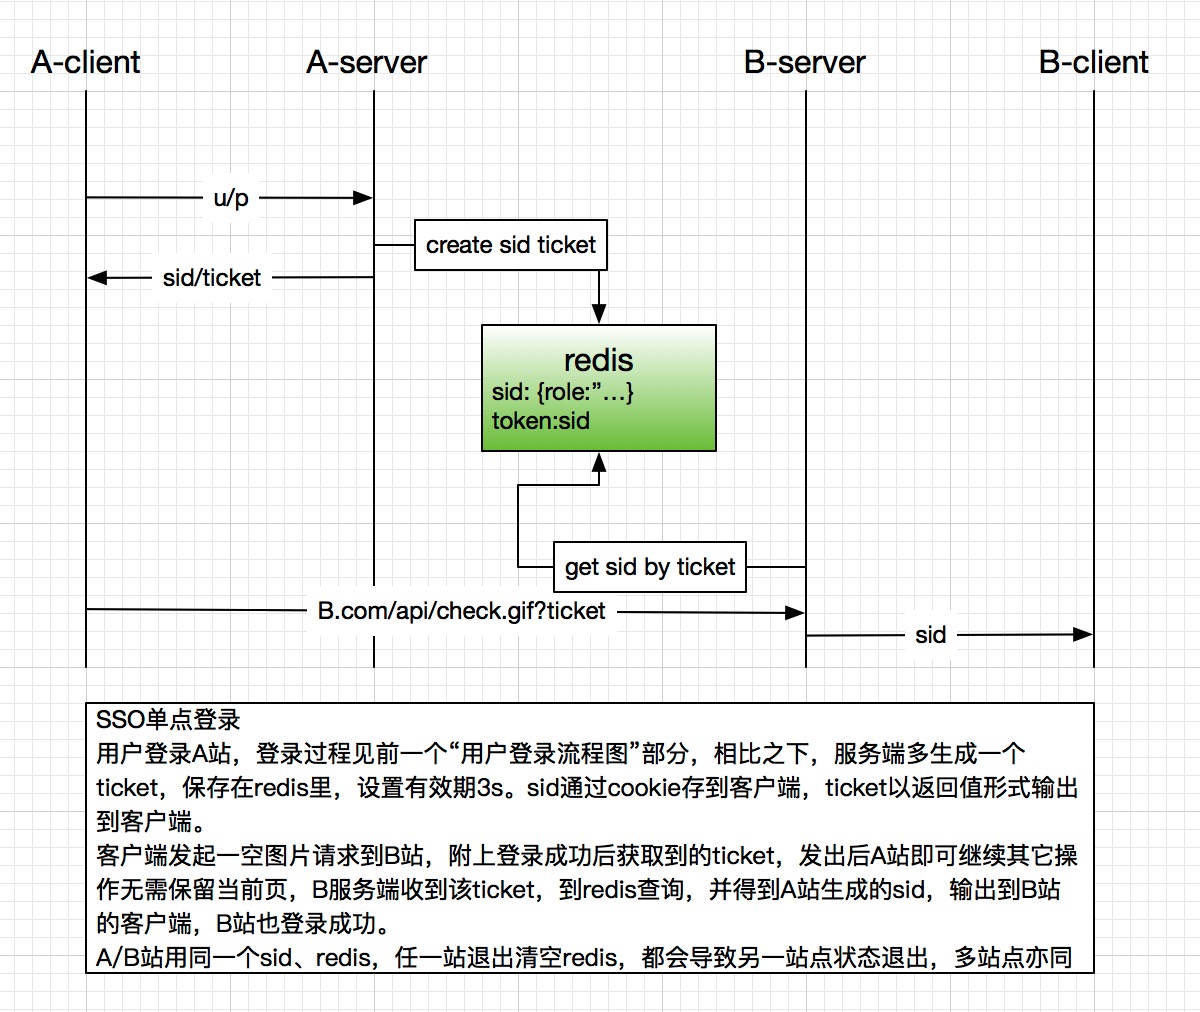 A-client
A-server
B-server
B-client
u/p
create sid ticket
sid/ticket
redis
sid: {role:”...}
token:sid
get sid by ticket
B.com/api/check.gif?ticket
sid
SSO单点登录
用户登录A站，登录过程见前一个“用户登录流程图”部分，相比之下，服务端多生成一个
ticket，保存在redis里，设置有效期3s。sid通过cookie存到客户端，ticket以返回值形式输出
到客户端。
客户端发起一空图片请求到B站，附上登录成功后获取到的ticket，发出后A站即可继续其它操
作无需保留当前页，B服务端收到该ticket，到redis查询，并得到A站生成的sid，输出到B站
的客户端，B站也登录成功。
A/B站用同一个sid、redis，任一站退出清空redis，都会导致另一站点状态退出，多站点亦同